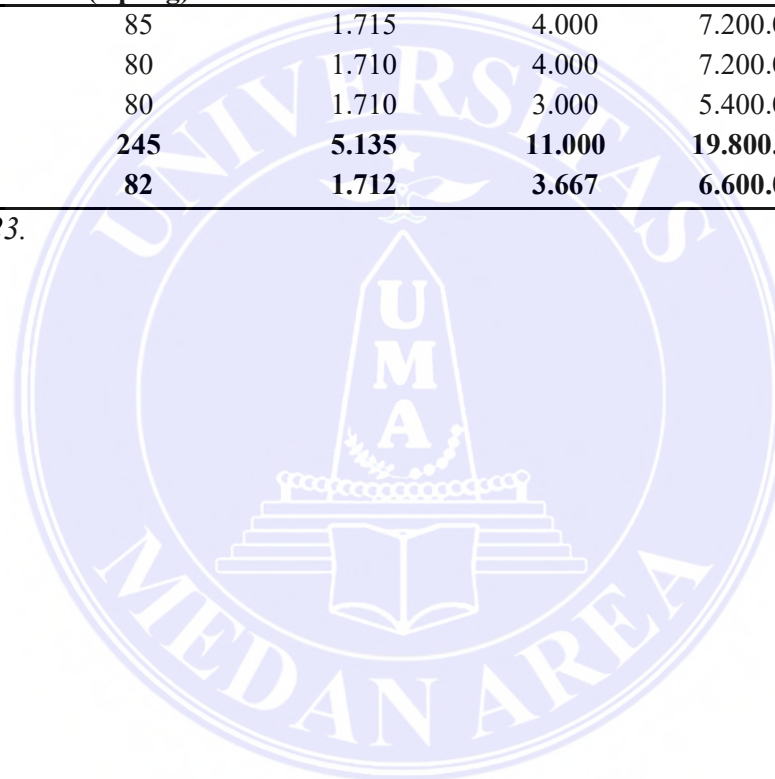 85 1.715 4.000 7.200.
80 1.710 4.000 7.200.
80 1.710 3.000 5.400.
245 5.135 11.000 19.800.
82 1.712 3.667 6.600.
23.
UNIVERSITAS
UMA
MEDAN AREA